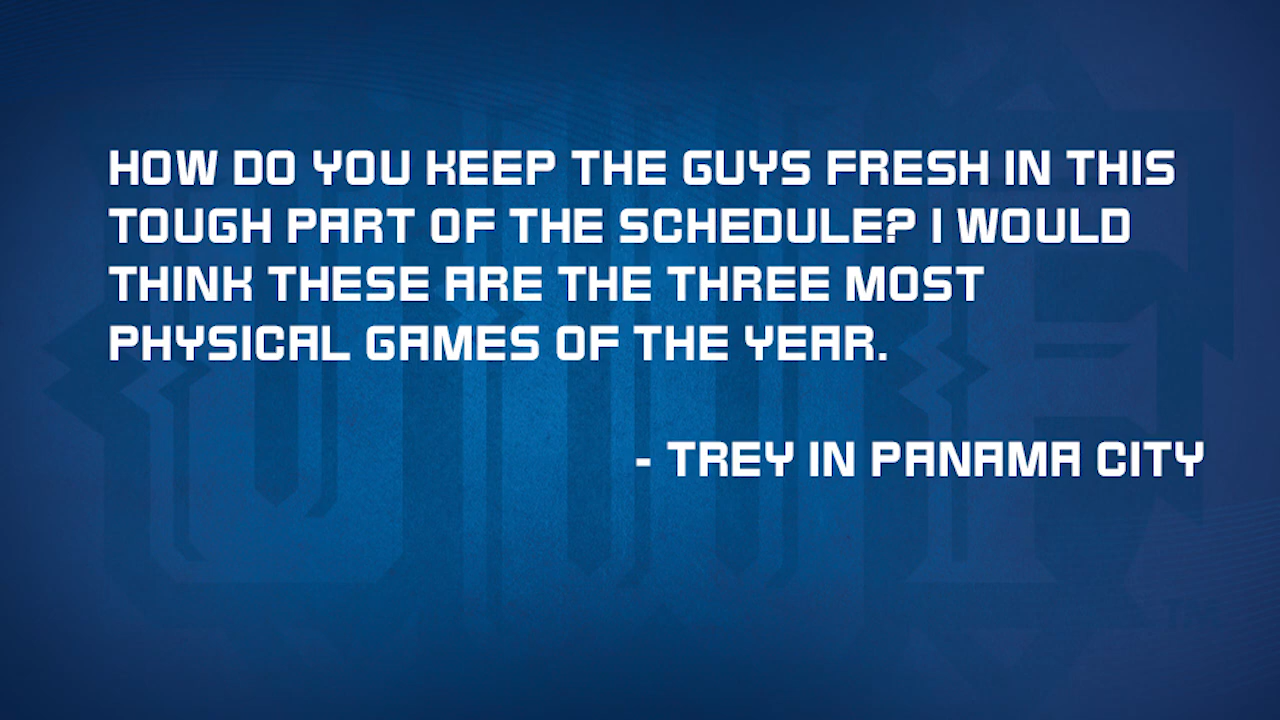 HOW DO YOU KEEP THE GUYS FRESH IN THIS
TOUGH PART OF THE SCHEDULE? I WOULD
THINK THESE ARE THE THREE MOST
PHYSICAL GAMES OF THE YEAR.
- TREY IN PANAMA CITY